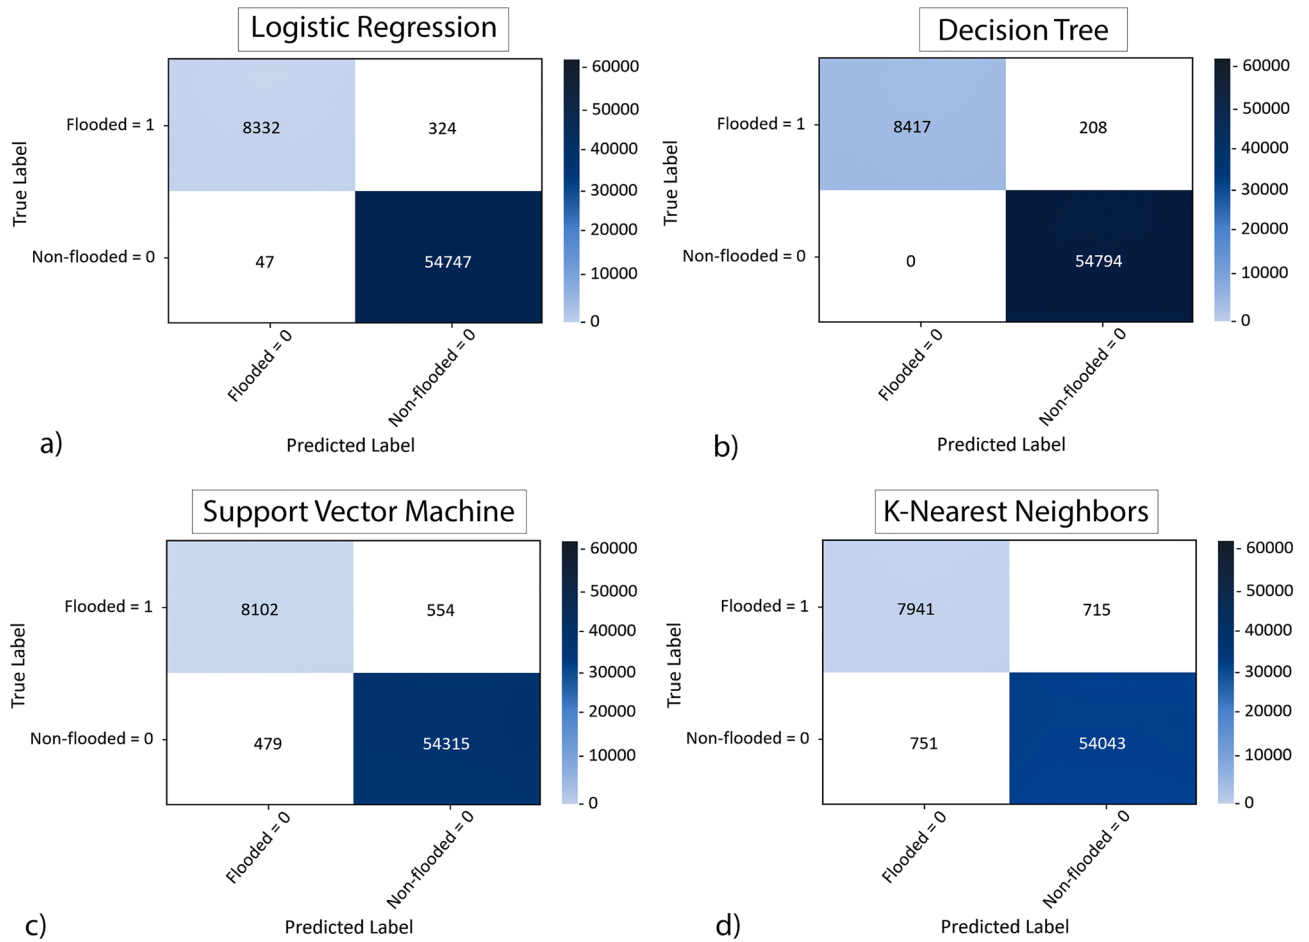 Logistic Regression
Flooded = 1
8332
324
Non-flooded = 0
47
54747
- 60000
- 50000
- 40000
- 30000
- 20000
- 10000
- 0
True Label
Flooded = 0
Non-flooded = 0
Predicted Label
a)
Decision Tree
Flooded = 1
8417
208
Non-flooded = 0
0
54794
- 60000
- 50000
- 40000
- 30000
- 20000
- 10000
- 0
True Label
Flooded = 0
Non-flooded = 0
Predicted Label
b)
Support Vector Machine
Flooded = 1
8102
554
Non-flooded = 0
479
54315
- 60000
- 50000
- 40000
- 30000
- 20000
- 10000
- 0
True Label
Flooded = 0
Non-flooded = 0
Predicted Label
c)
K-Nearest Neighbors
Flooded = 1
7941
715
Non-flooded = 0
751
54043
- 60000
- 50000
- 40000
- 30000
- 20000
- 10000
- 0
True Label
Flooded = 0
Non-flooded = 0
Predicted Label
d)